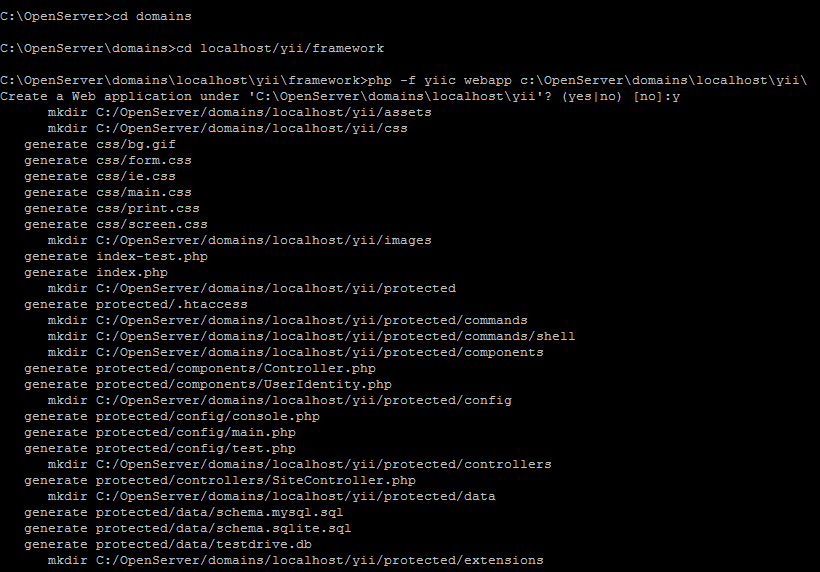 C:\OpenServer>cd domains
C:\OpenServer\domains>cd localhost/yii/framework
C:\OpenServer\domains\localhost\yii\framework>php -f yiic webapp c:\OpenServer\domains\localhost\yii\
Create a Web application under 'C:\OpenServer\domains\localhost\yii'? (yes|no) [no]:y
mkdir C:/OpenServer/domains/localhost/yii/assets
mkdir C:/OpenServer/domains/localhost/yii/css
generate css/bg.gif
generate css/form.css
generate css/ie.css
generate css/main.css
generate css/print.css
generate css/screen.css
mkdir C:/OpenServer/domains/localhost/yii/images
generate index-test.php
generate index.php
mkdir C:/OpenServer/domains/localhost/yii/protected
generate protected/.htaccess
mkdir C:/OpenServer/domains/localhost/yii/protected/commands
mkdir C:/OpenServer/domains/localhost/yii/protected/commands/shell
mkdir C:/OpenServer/domains/localhost/yii/protected/components
generate protected/components/Controller.php
generate protected/components/UserIdentity.php
mkdir C:/OpenServer/domains/localhost/yii/protected/config
generate protected/config/console.php
generate protected/config/main.php
generate protected/config/test.php
mkdir C:/OpenServer/domains/localhost/yii/protected/controllers
generate protected/controllers/SiteController.php
mkdir C:/OpenServer/domains/localhost/yii/protected/data
generate protected/data/schema.mysql.sql
generate protected/data/schema.sqlite.sql
generate protected/data/testdrive.db
mkdir C:/OpenServer/domains/localhost/yii/protected/extensions